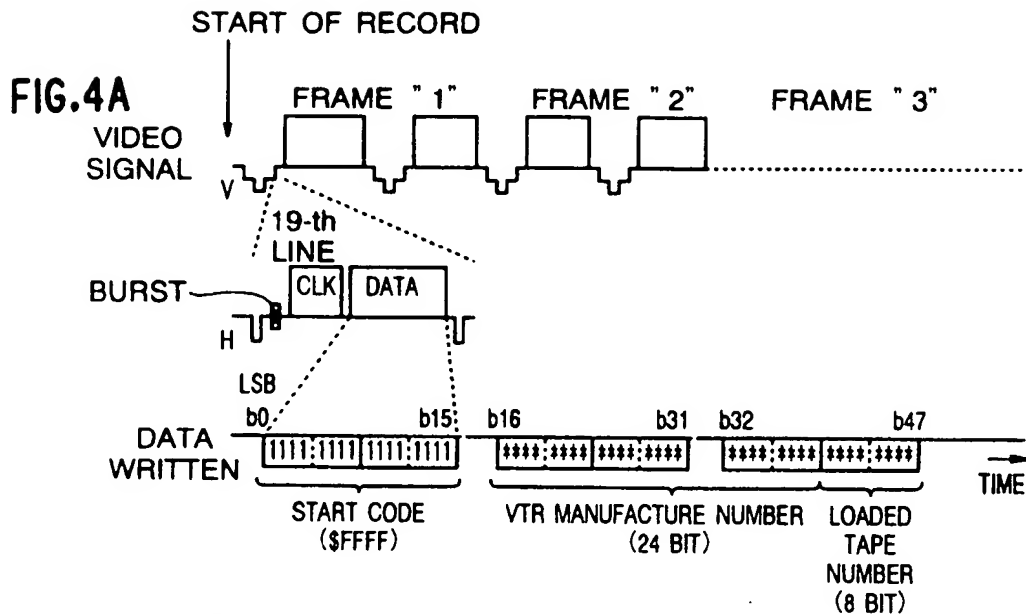 START OF RECORD
FIG.4A
FRAME "1" FRAME "2" FRAME "3"
VIDEO
SIGNAL
V
19-th
LINE
CLK DATA
BURST
H
LSB
b0 b15 b16 b31 b32 b47
DATA
WRITTEN
1111 1111 1111 1111 **** **** **** **** **** **** **** ****
TIME
START CODE
($FFFF)
VTR MANUFACTURE NUMBER
(24 BIT)
LOADED
TAPE
NUMBER
(8 BIT)